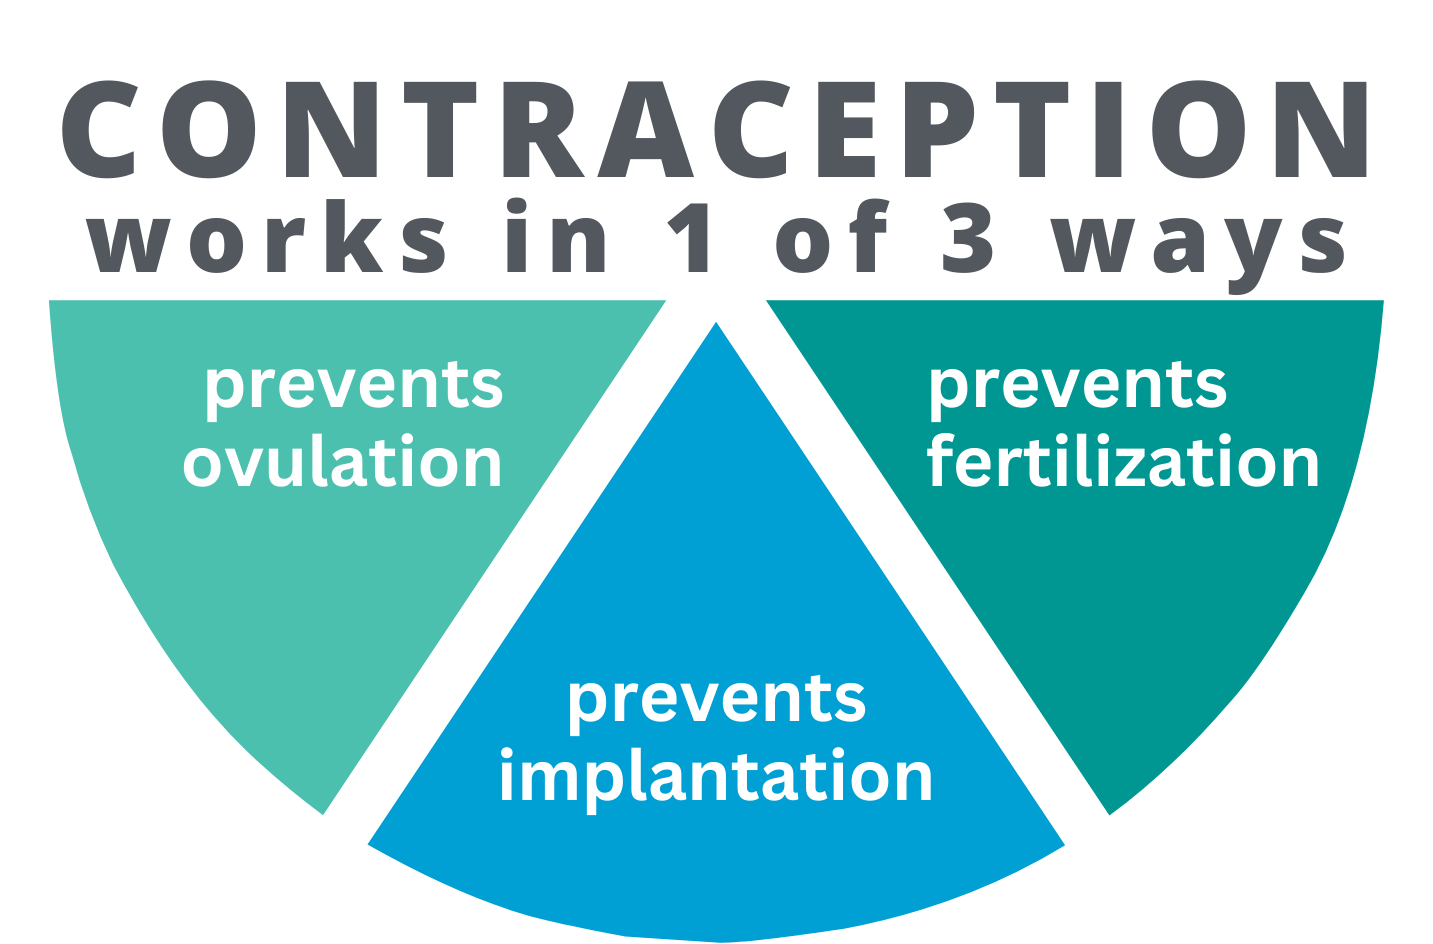 CONTRACEPTION
works in 1 of 3 ways
prevents
ovulation
prevents
fertilization
prevents
implantation